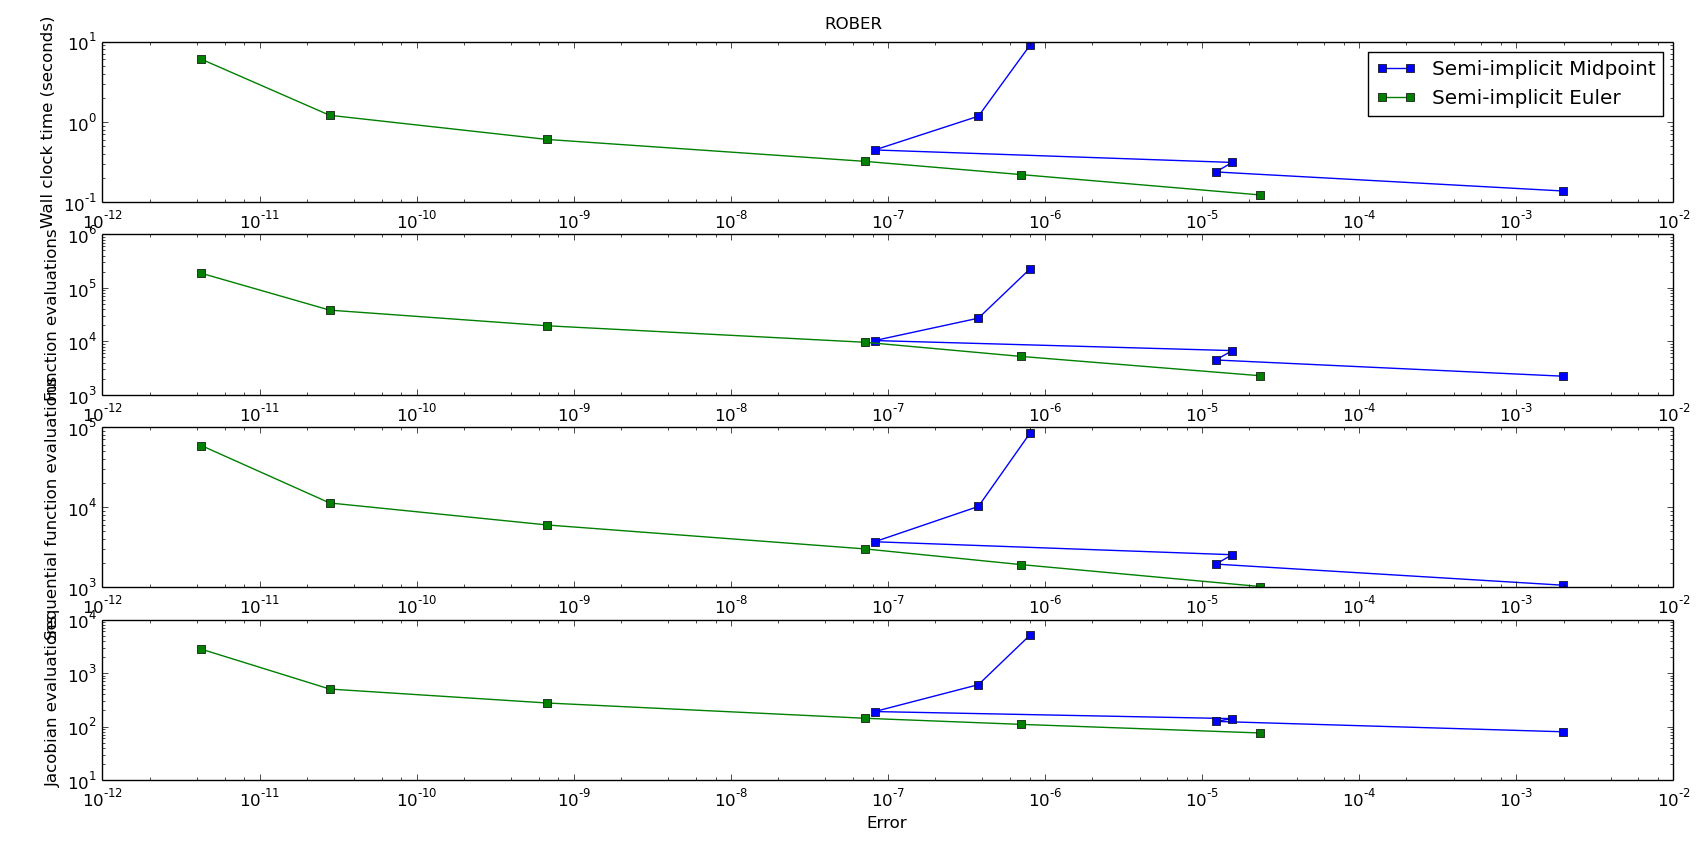 ROBER
Wall clock time (seconds)
10^1
10^0
10^-1
Semi-implicit Midpoint
Semi-implicit Euler
10^-12 10^-11 10^-10 10^-9 10^-8 10^-7 10^-6 10^-5 10^-4 10^-3 10^-2
Function evaluations
10^6
10^5
10^4
10^3
10^-12 10^-11 10^-10 10^-9 10^-8 10^-7 10^-6 10^-5 10^-4 10^-3 10^-2
Sequential function evaluations
10^5
10^4
10^3
10^-12 10^-11 10^-10 10^-9 10^-8 10^-7 10^-6 10^-5 10^-4 10^-3 10^-2
Jacobian evaluations
10^4
10^3
10^2
10^1
10^-12 10^-11 10^-10 10^-9 10^-8 10^-7 10^-6 10^-5 10^-4 10^-3 10^-2
Error